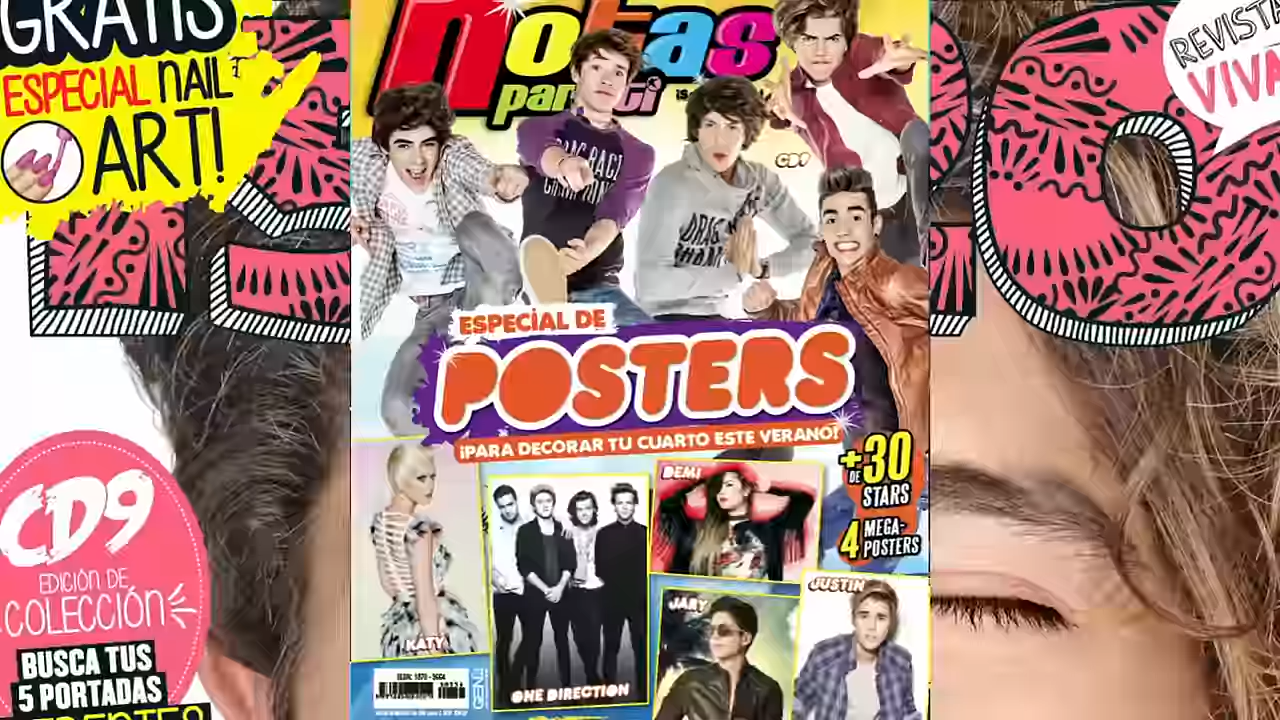 GRATIS
ESPECIAL NAIL
ART!
CD9
EDICIÓN DE
COLECCIÓN
BUSCA TUS
5 PORTADAS
notas
para ti
CD9
ESPECIAL DE
POSTERS
¡PARA DECORAR TU CUARTO ESTE VERANO!
+ DE 30
STARS
4 MEGA-
POSTERS
KATY
ONE DIRECTION
DEMI
JARY
JUSTIN
REVISTA
VIVA